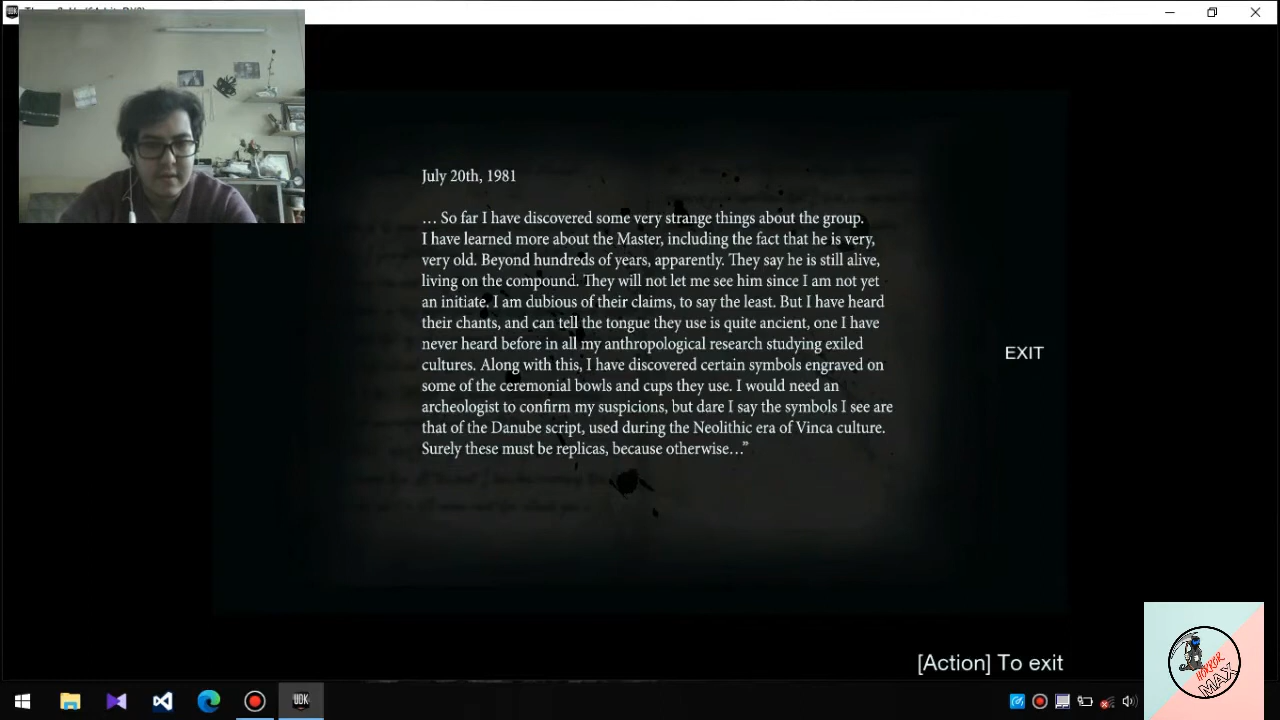 July 20th, 1981
… So far I have discovered some very strange things about the group.
I have learned more about the Master, including the fact that he is very,
very old. Beyond hundreds of years, apparently. They say he is still alive,
living on the compound. They will not let me see him since I am not yet
an initiate. I am dubious of their claims, to say the least. But I have heard
their chants, and can tell the tongue they use is quite ancient, one I have
never heard before in all my anthropological research studying exiled
cultures. Along with this, I have discovered certain symbols engraved on
some of the ceremonial bowls and cups they use. I would need an
archeologist to confirm my suspicions, but dare I say the symbols I see are
that of the Danube script, used during the Neolithic era of Vinca culture.
Surely these must be replicas, because otherwise…”
EXIT
[Action] To exit
UDK
HORROR
MAX